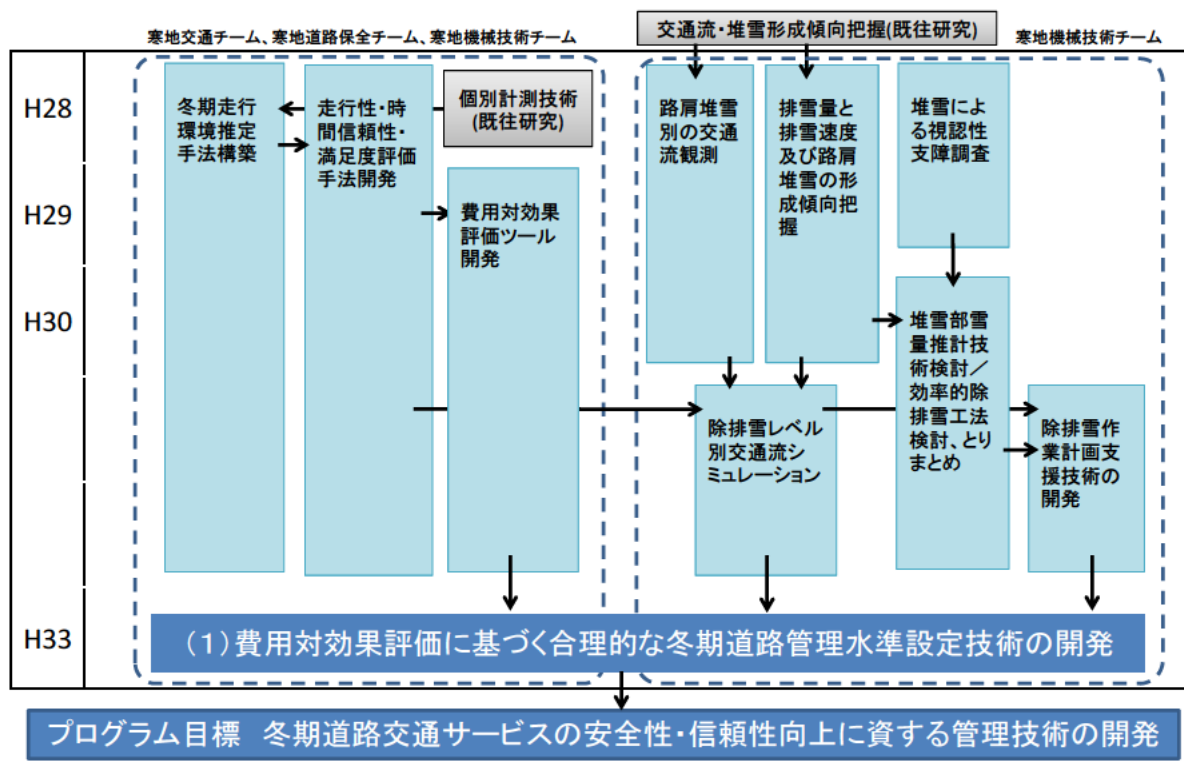 寒地交通チーム、寒地道路保全チーム、寒地機械技術チーム
交通流・堆雪形成傾向把握(既往研究)
寒地機械技術チーム
H28
冬期走行
環境推定
手法構築
走行性・時
間信頼性・
満足度評価
手法開発
個別計測技術
(既往研究)
路肩堆雪
別の交通
流観測
排雪量と
排雪速度
及び路肩
堆雪の形
成傾向把
握
堆雪によ
る視認性
支障調査
H29
費用対効果
評価ツール
開発
H30
堆雪部雪
量推計技
術検討／
効率的除
排雪工法
検討、とり
まとめ
除排雪レベル
別交通流シ
ミュレーション
除排雪作
業計画支
援技術の
開発
H33
（１）費用対効果評価に基づく合理的な冬期道路管理水準設定技術の開発
プログラム目標　冬期道路交通サービスの安全性・信頼性向上に資する管理技術の開発